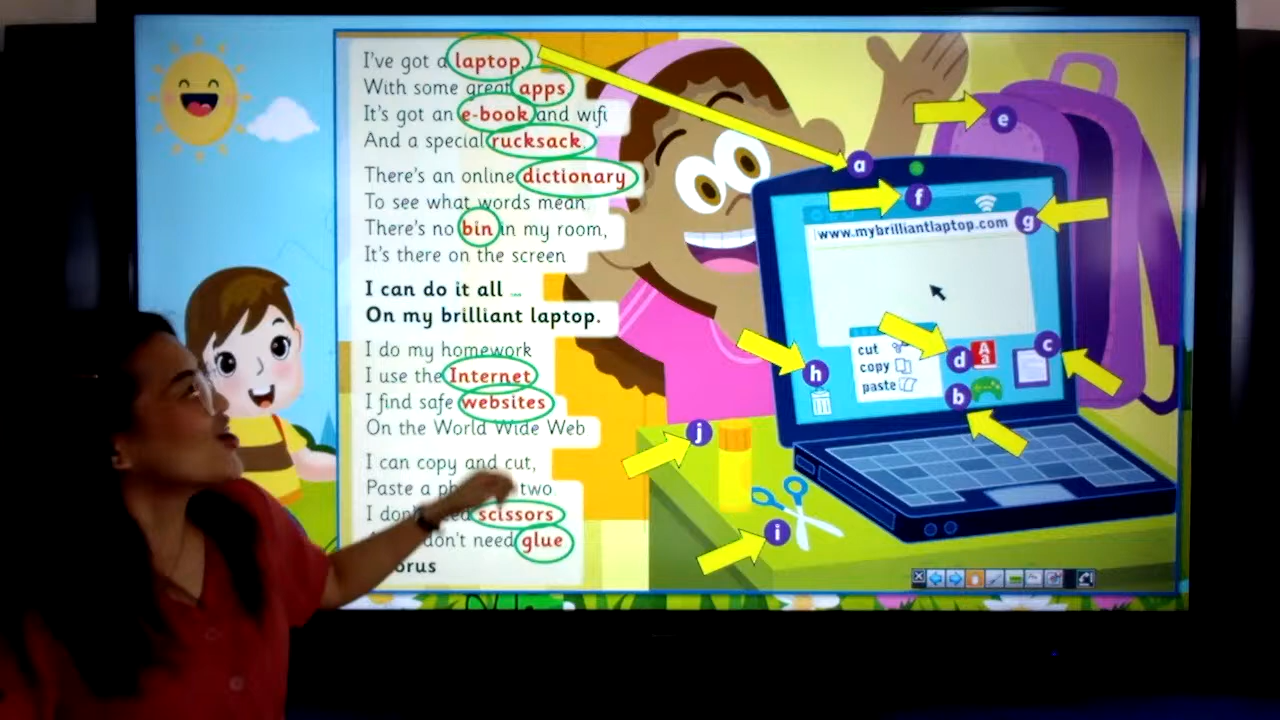 I've got a laptop,
With some great apps
It's got an e-book and wifi
And a special rucksack.
There's an online dictionary
To see what words mean.
There's no bin in my room,
It's there on the screen
I can do it all ...
On my brilliant laptop.
I do my homework
I use the Internet
I find safe websites
On the World Wide Web
I can copy and cut,
Paste a two
I don't scissors
don't need glue
a
b
c
d
e
f
g
h
i
j
www.mybrilliantlaptop.com
cut
copy
paste
A
a